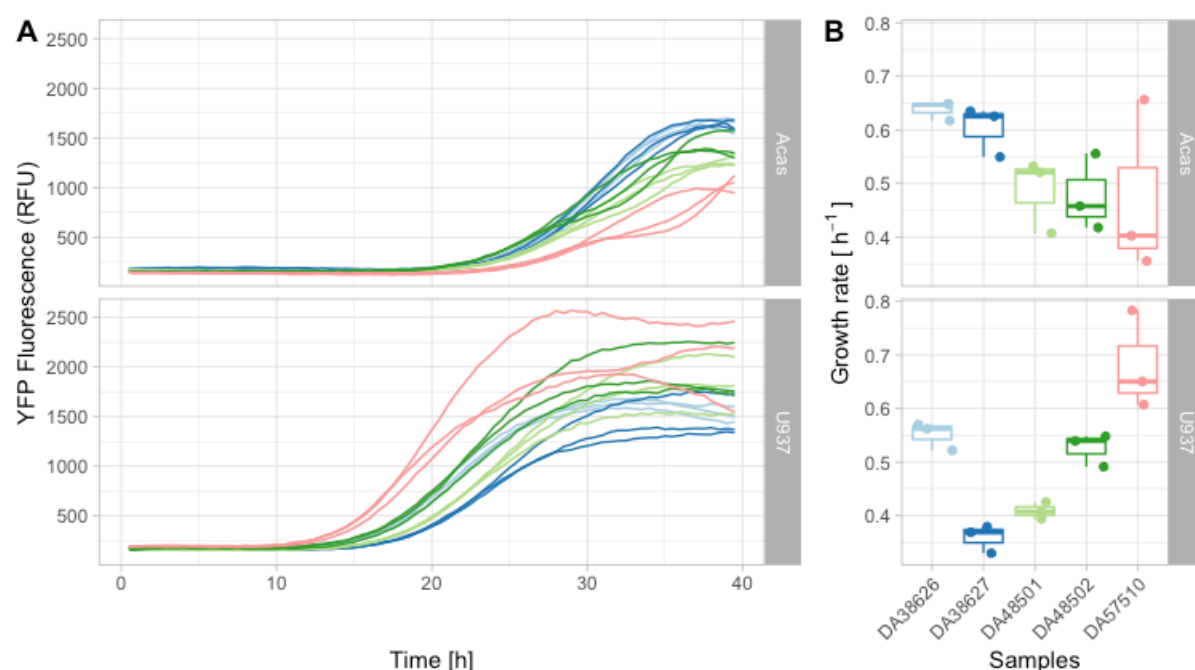 A
YFP Fluorescence (RFU)
2500
2000
1500
1000
500
Acas
2500
2000
1500
1000
500
U937
0 10 20 30 40
Time [h]
B
Growth rate [ h⁻¹ ]
0.8
0.7
0.6
0.5
0.4
Acas
0.8
0.7
0.6
0.5
0.4
U937
DA38626 DA38627 DA48501 DA48502 DA57510
Samples